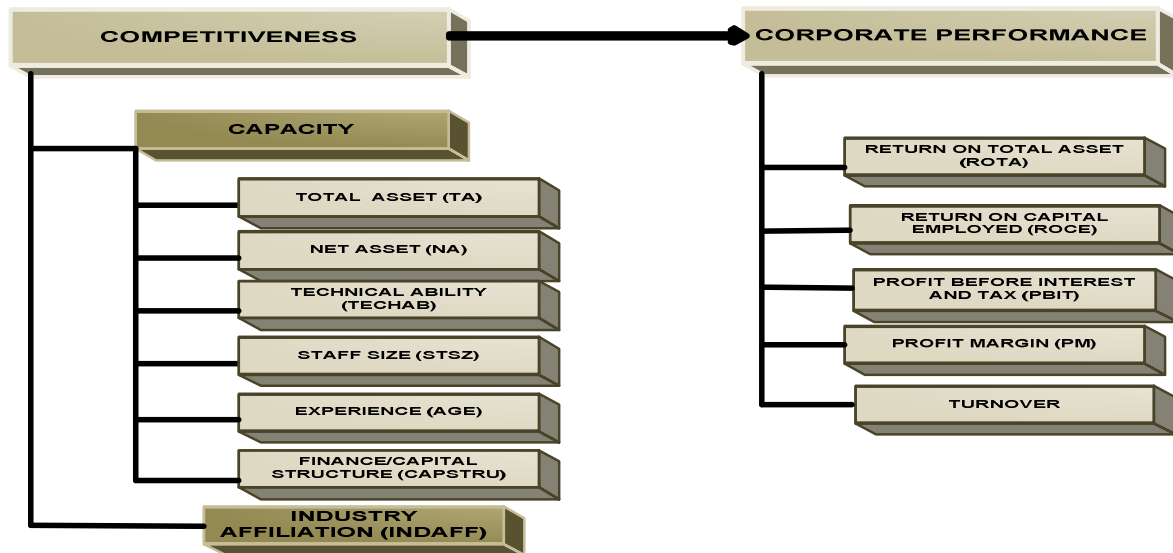 COMPETITIVENESS
CORPORATE PERFORMANCE
CAPACITY
TOTAL ASSET (TA)
NET ASSET (NA)
TECHNICAL ABILITY
(TECHAB)
STAFF SIZE (STSZ)
EXPERIENCE (AGE)
FINANCE/CAPITAL
STRUCTURE (CAPSTRU)
INDUSTRY
AFFILIATION (INDAFF)
RETURN ON TOTAL ASSET
(ROTA)
RETURN ON CAPITAL
EMPLOYED (ROCE)
PROFIT BEFORE INTEREST
AND TAX (PBIT)
PROFIT MARGIN (PM)
TURNOVER